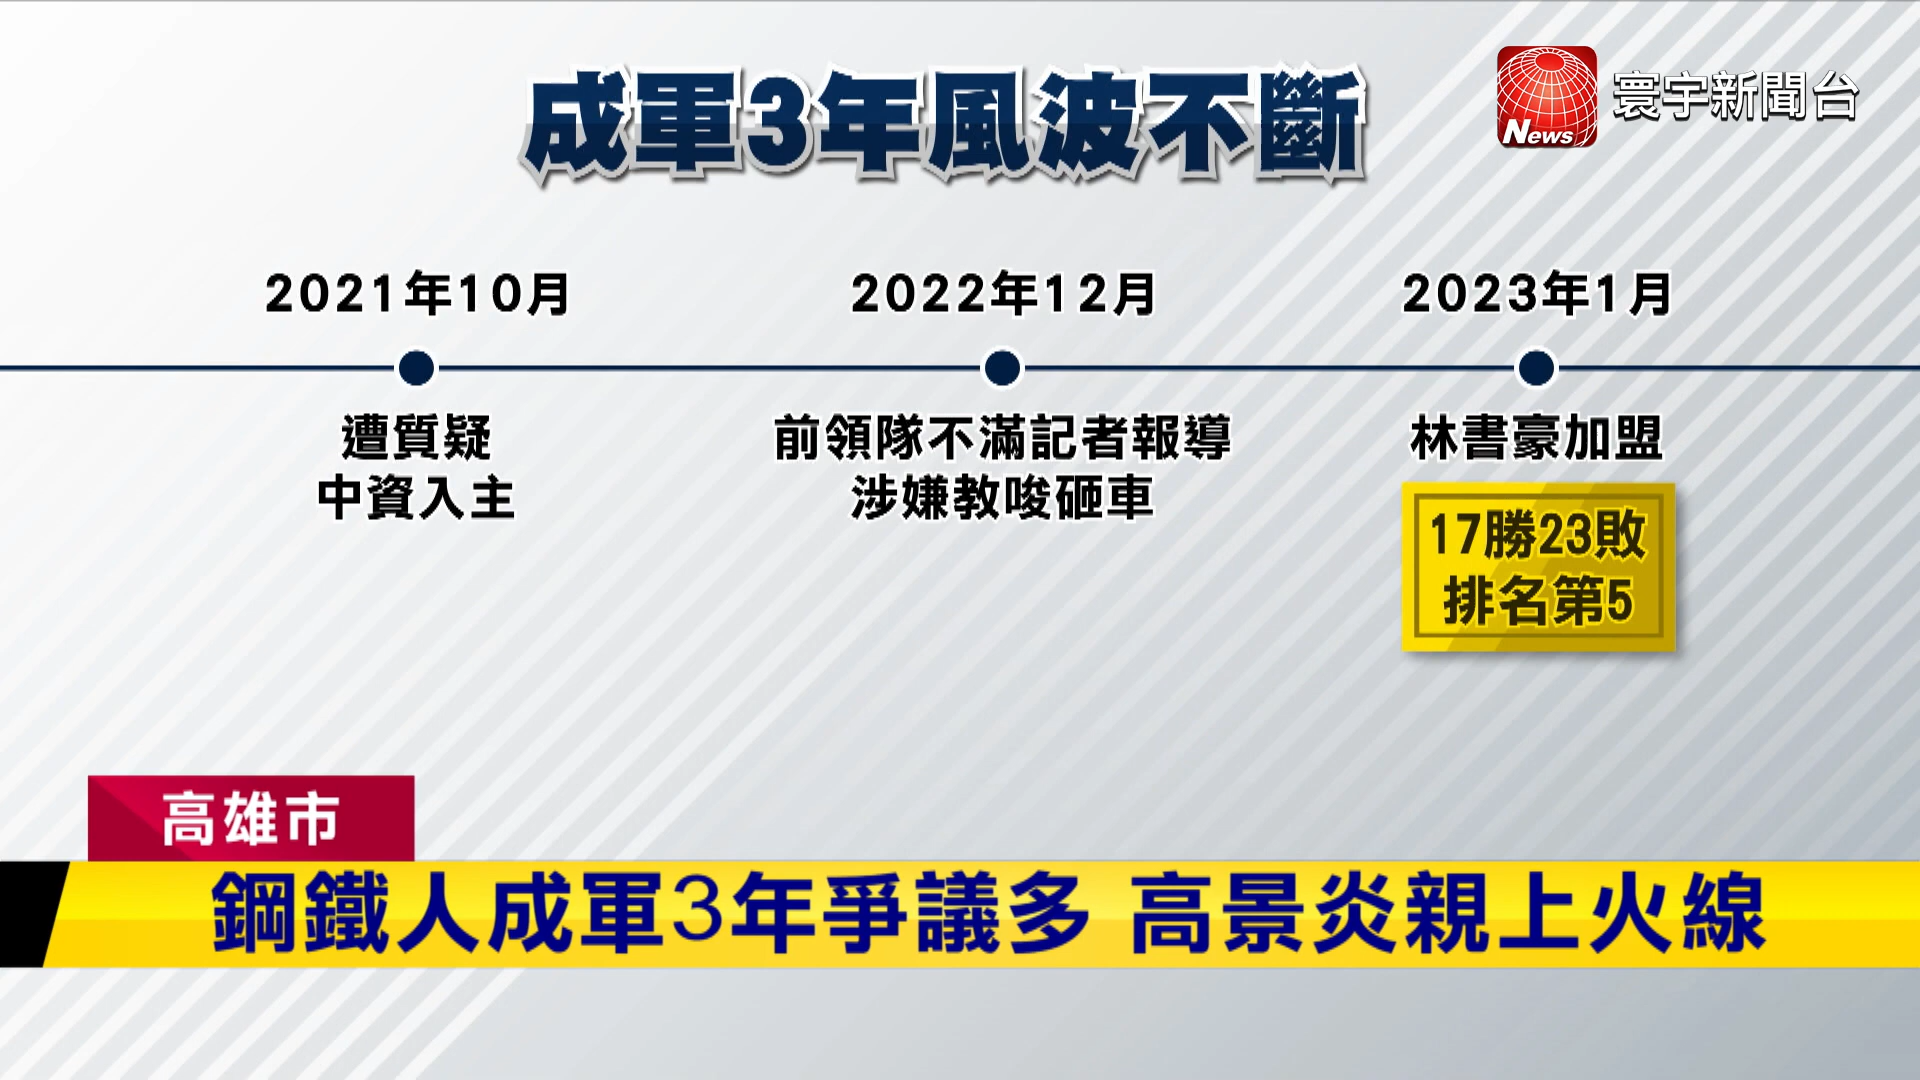 成軍3年風波不斷
News
寰宇新聞台
2021年10月
2022年12月
2023年1月
遭質疑
中資入主
前領隊不滿記者報導
涉嫌教唆砸車
林書豪加盟
17勝23敗
排名第5
高雄市
鋼鐵人成軍3年爭議多 高景炎親上火線